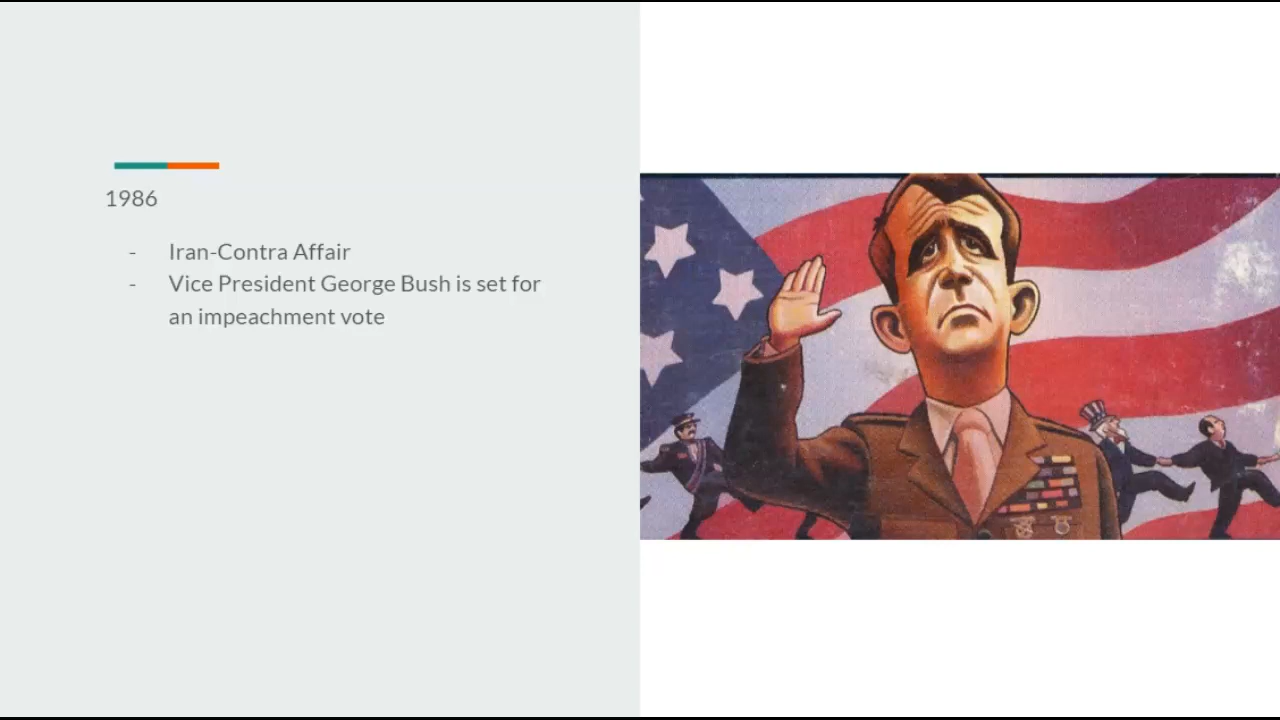 1986
- Iran-Contra Affair
- Vice President George Bush is set for
an impeachment vote